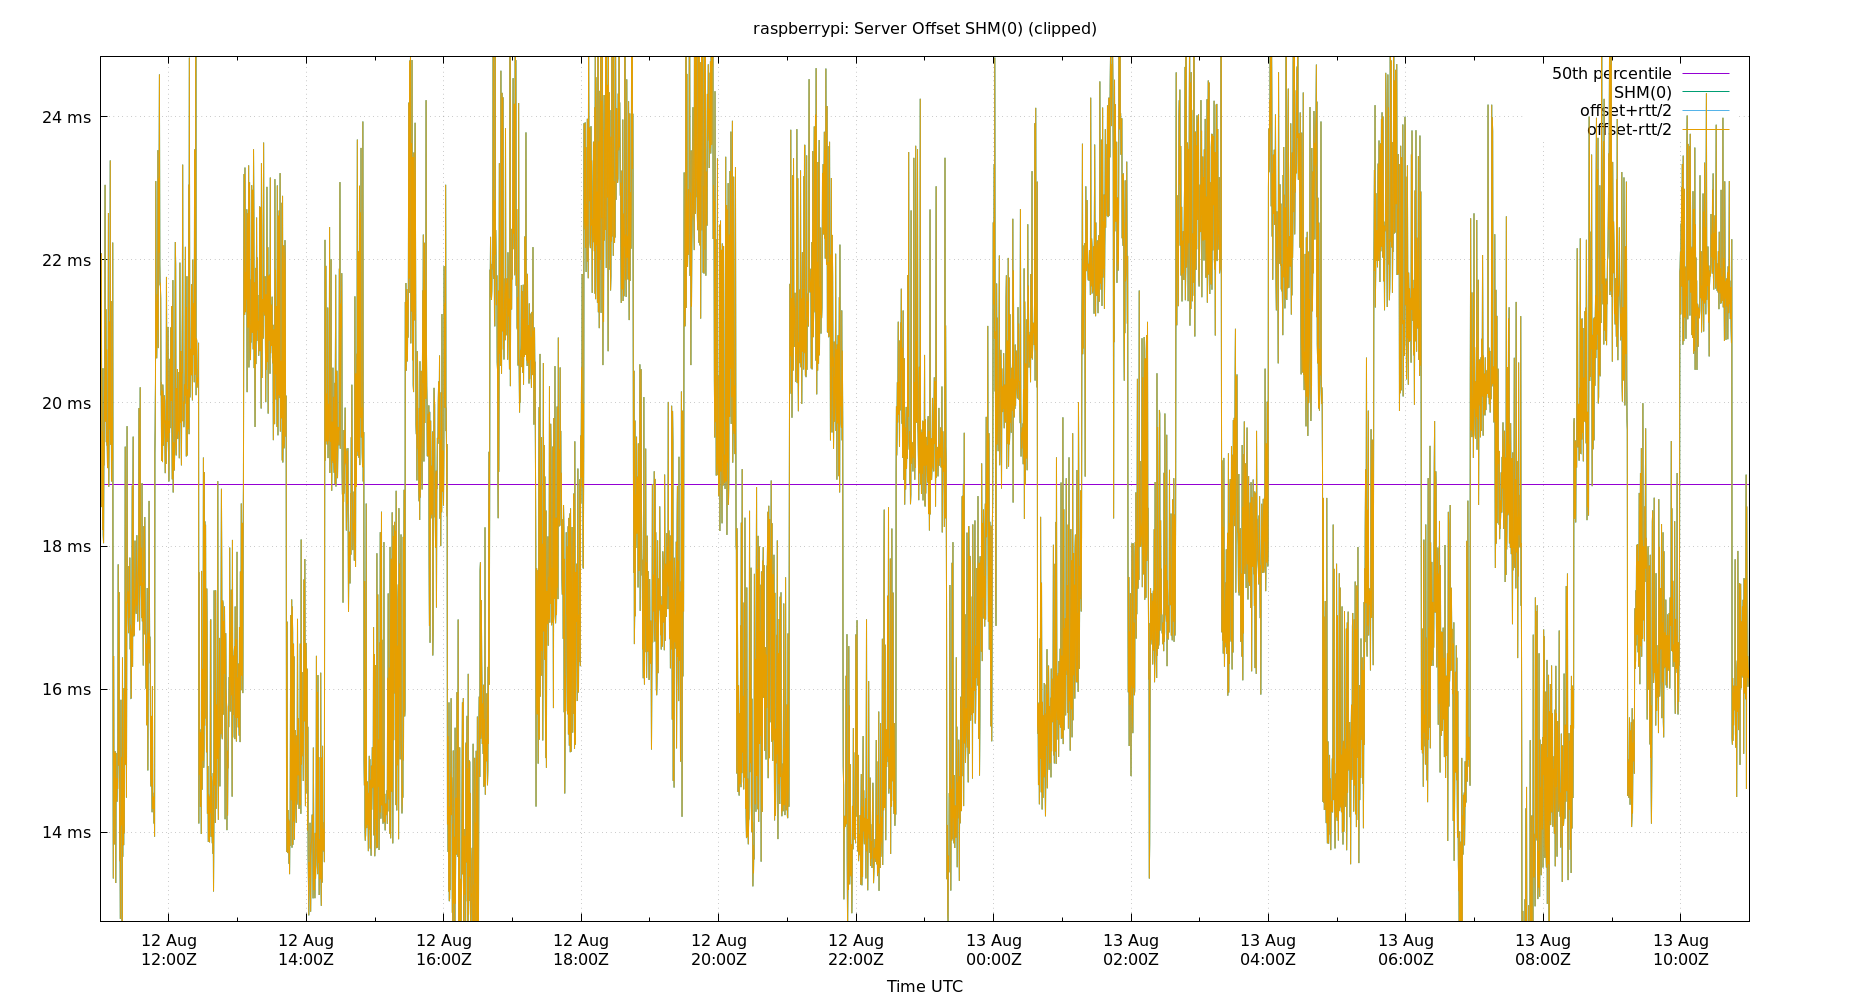 raspberrypi: Server Offset SHM(0) (clipped)
50th percentile
SHM(0)
offset+rtt/2
offset-rtt/2
24 ms
22 ms
20 ms
18 ms
16 ms
14 ms
12 Aug 12 Aug 12 Aug 12 Aug 12 Aug 12 Aug 13 Aug 13 Aug 13 Aug 13 Aug 13 Aug 13 Aug
12:00Z 14:00Z 16:00Z 18:00Z 20:00Z 22:00Z 00:00Z 02:00Z 04:00Z 06:00Z 08:00Z 10:00Z
Time UTC